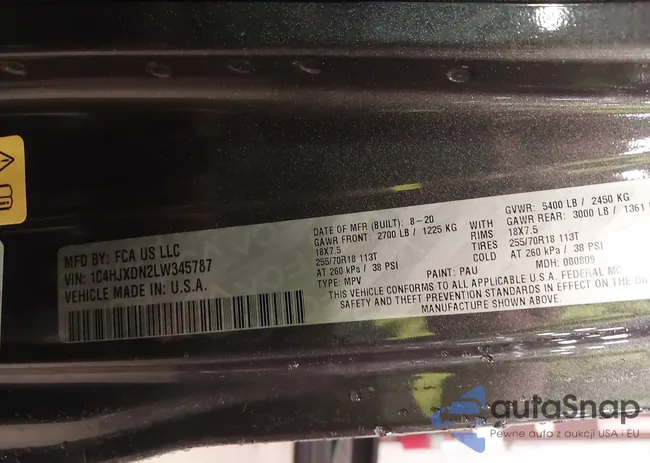 MFD BY: FCA US LLC
VIN: 1C4HJXDN2LW345787
VEHICLE MADE IN U.S.A.
DATE OF MFR (BUILT): 8-20
GAWR FRONT: 2700 LB / 1225 KG
18X7.5
255/70R18 113T
AT 260 kPa / 38 PSI
TYPE: MPV
WITH
RIMS
TIRES
GVWR: 5400 LB / 2450 KG
GAWR REAR: 3000 LB / 1361
18X7.5
255/70R18 113T
AT 260 kPa / 38 PSI
PAINT: PAU
MDH: 080809
THIS VEHICLE CONFORMS TO ALL APPLICABLE U.S.A. FEDERAL
SAFETY AND THEFT PREVENTION STANDARDS IN EFFECT ON THE DA
MANUFACTURE SHOWN ABOVE.
autaSnap
Pewne auta z aukcji USA i EU